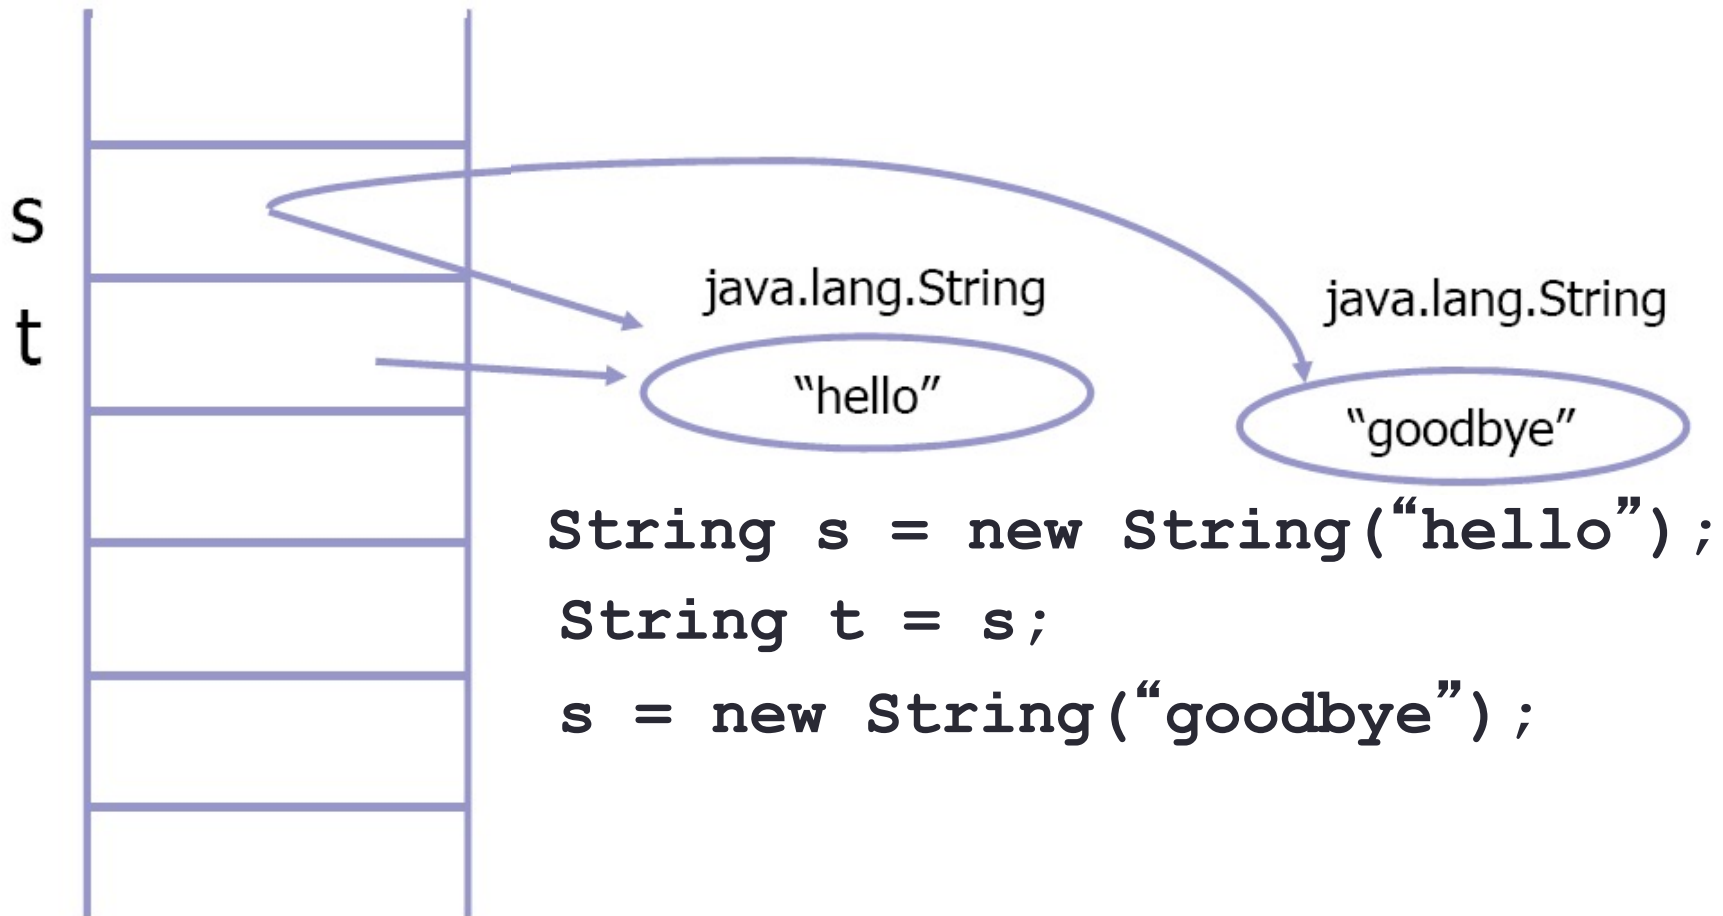 s
t
java.lang.String
“hello”
java.lang.String
“goodbye”
String s = new String(“hello”);
String t = s;
s = new String(“goodbye”);